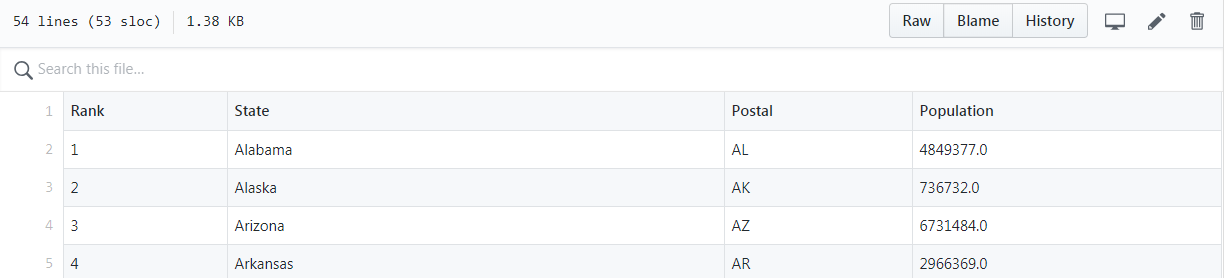 54 lines (53 sloc) 1.38 KB Raw Blame History
Search this file...
1 Rank State Postal Population
2 1 Alabama AL 4849377.0
3 2 Alaska AK 736732.0
4 3 Arizona AZ 6731484.0
5 4 Arkansas AR 2966369.0